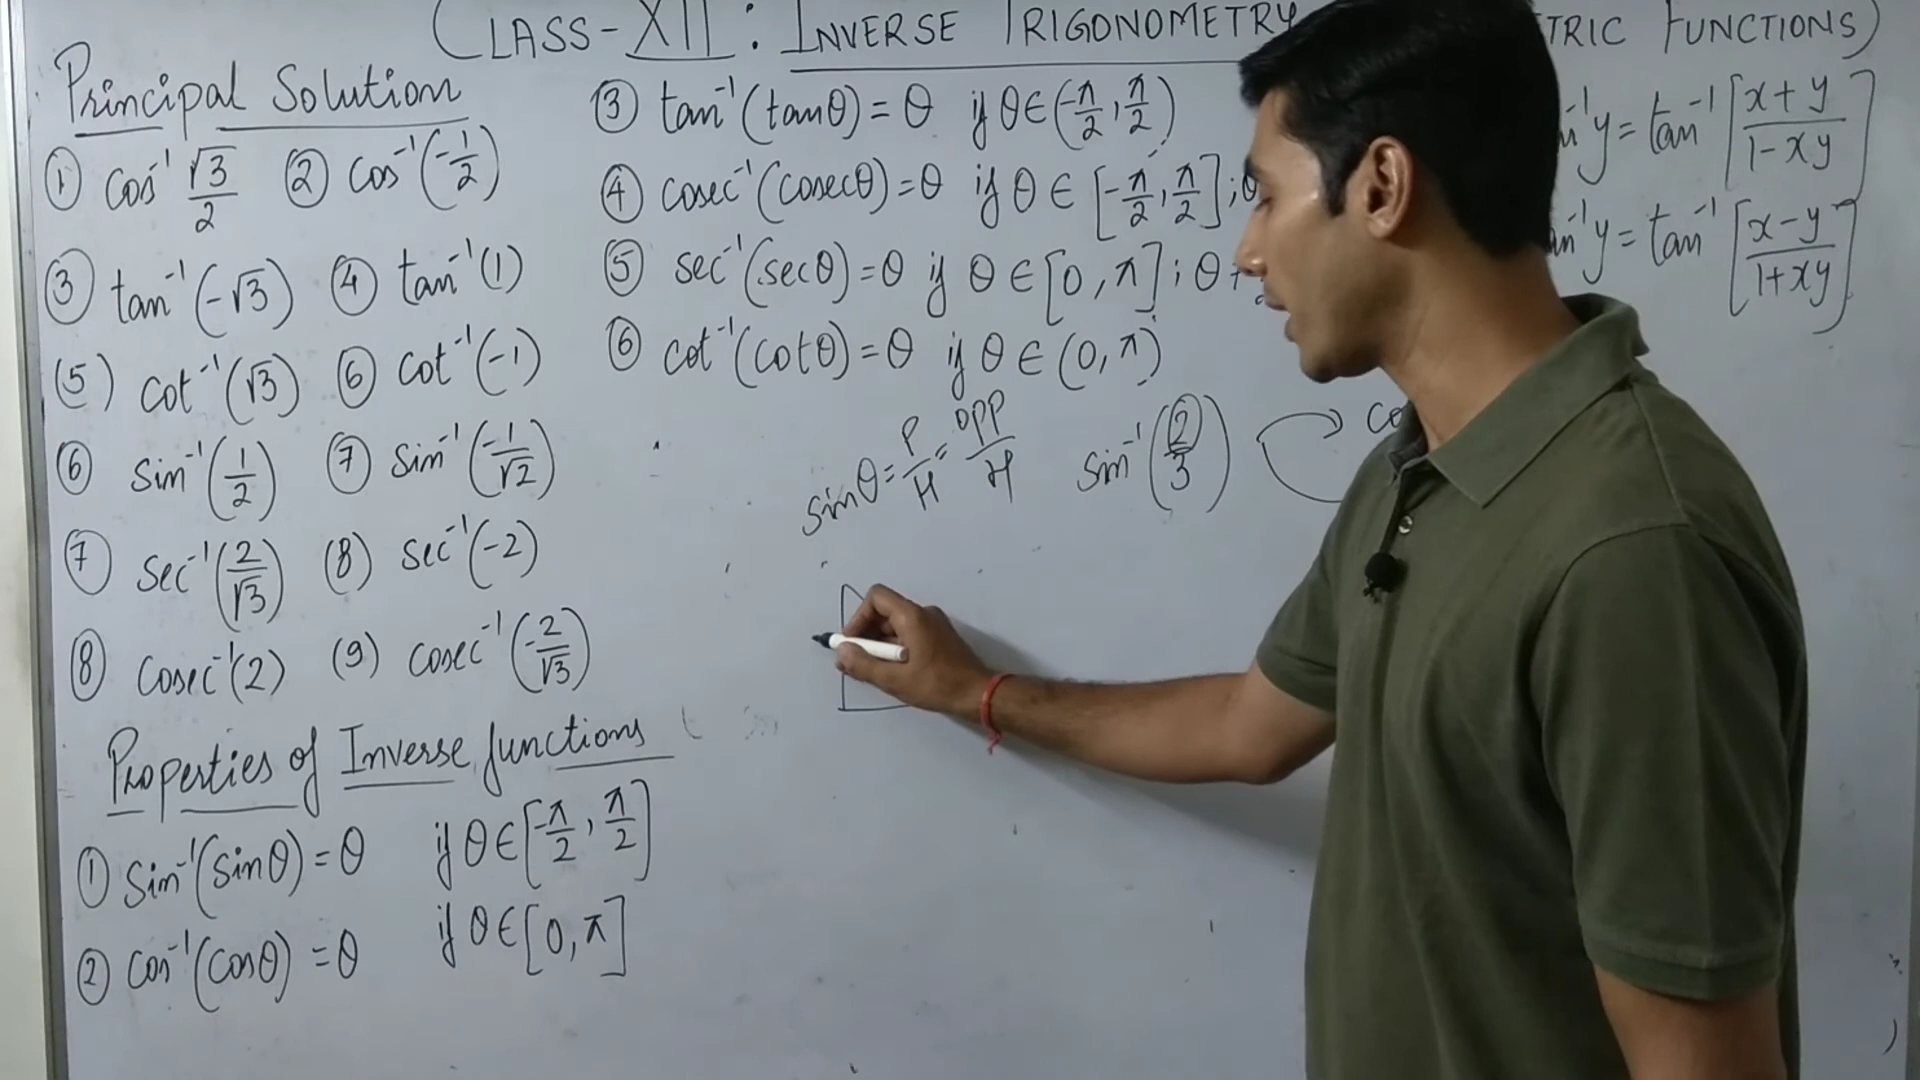 CLASS-XII : INVERSE TRIGONOMETRY TRIC FUNCTIONS)
Principal Solution
① cos⁻¹ √3/2 ② cos⁻¹(-1/2)
③ tan⁻¹(-√3) ④ tan⁻¹(1)
(5) cot⁻¹(√3) ⑥ cot⁻¹(-1)
⑥ Sin⁻¹(1/2) ⑦ Sin⁻¹(-1/√2)
⑦ Sec⁻¹(2/√3) (8) sec⁻¹(-2)
⑧ Cosec⁻¹(2) (9) cosec⁻¹(-2/√3)
Properties of Inverse functions
① Sin⁻¹(Sinθ) = θ if θ∈[-π/2, π/2]
② Cos⁻¹(Cosθ) = θ if θ∈[0, π]
③ tan⁻¹(tanθ) = θ if θ∈(-π/2, π/2)
④ cosec⁻¹(cosecθ) = θ if θ∈[-π/2, π/2] ; θ
⑤ sec⁻¹(secθ) = θ if θ∈[0, π] ; θ ≠
⑥ cot⁻¹(cotθ) = θ if θ∈(0, π)
sinθ = P/H = OPP/H sin⁻¹(2/3) co
n⁻¹y = tan⁻¹[x+y/1-xy]
an⁻¹y = tan⁻¹[x-y/1+xy]